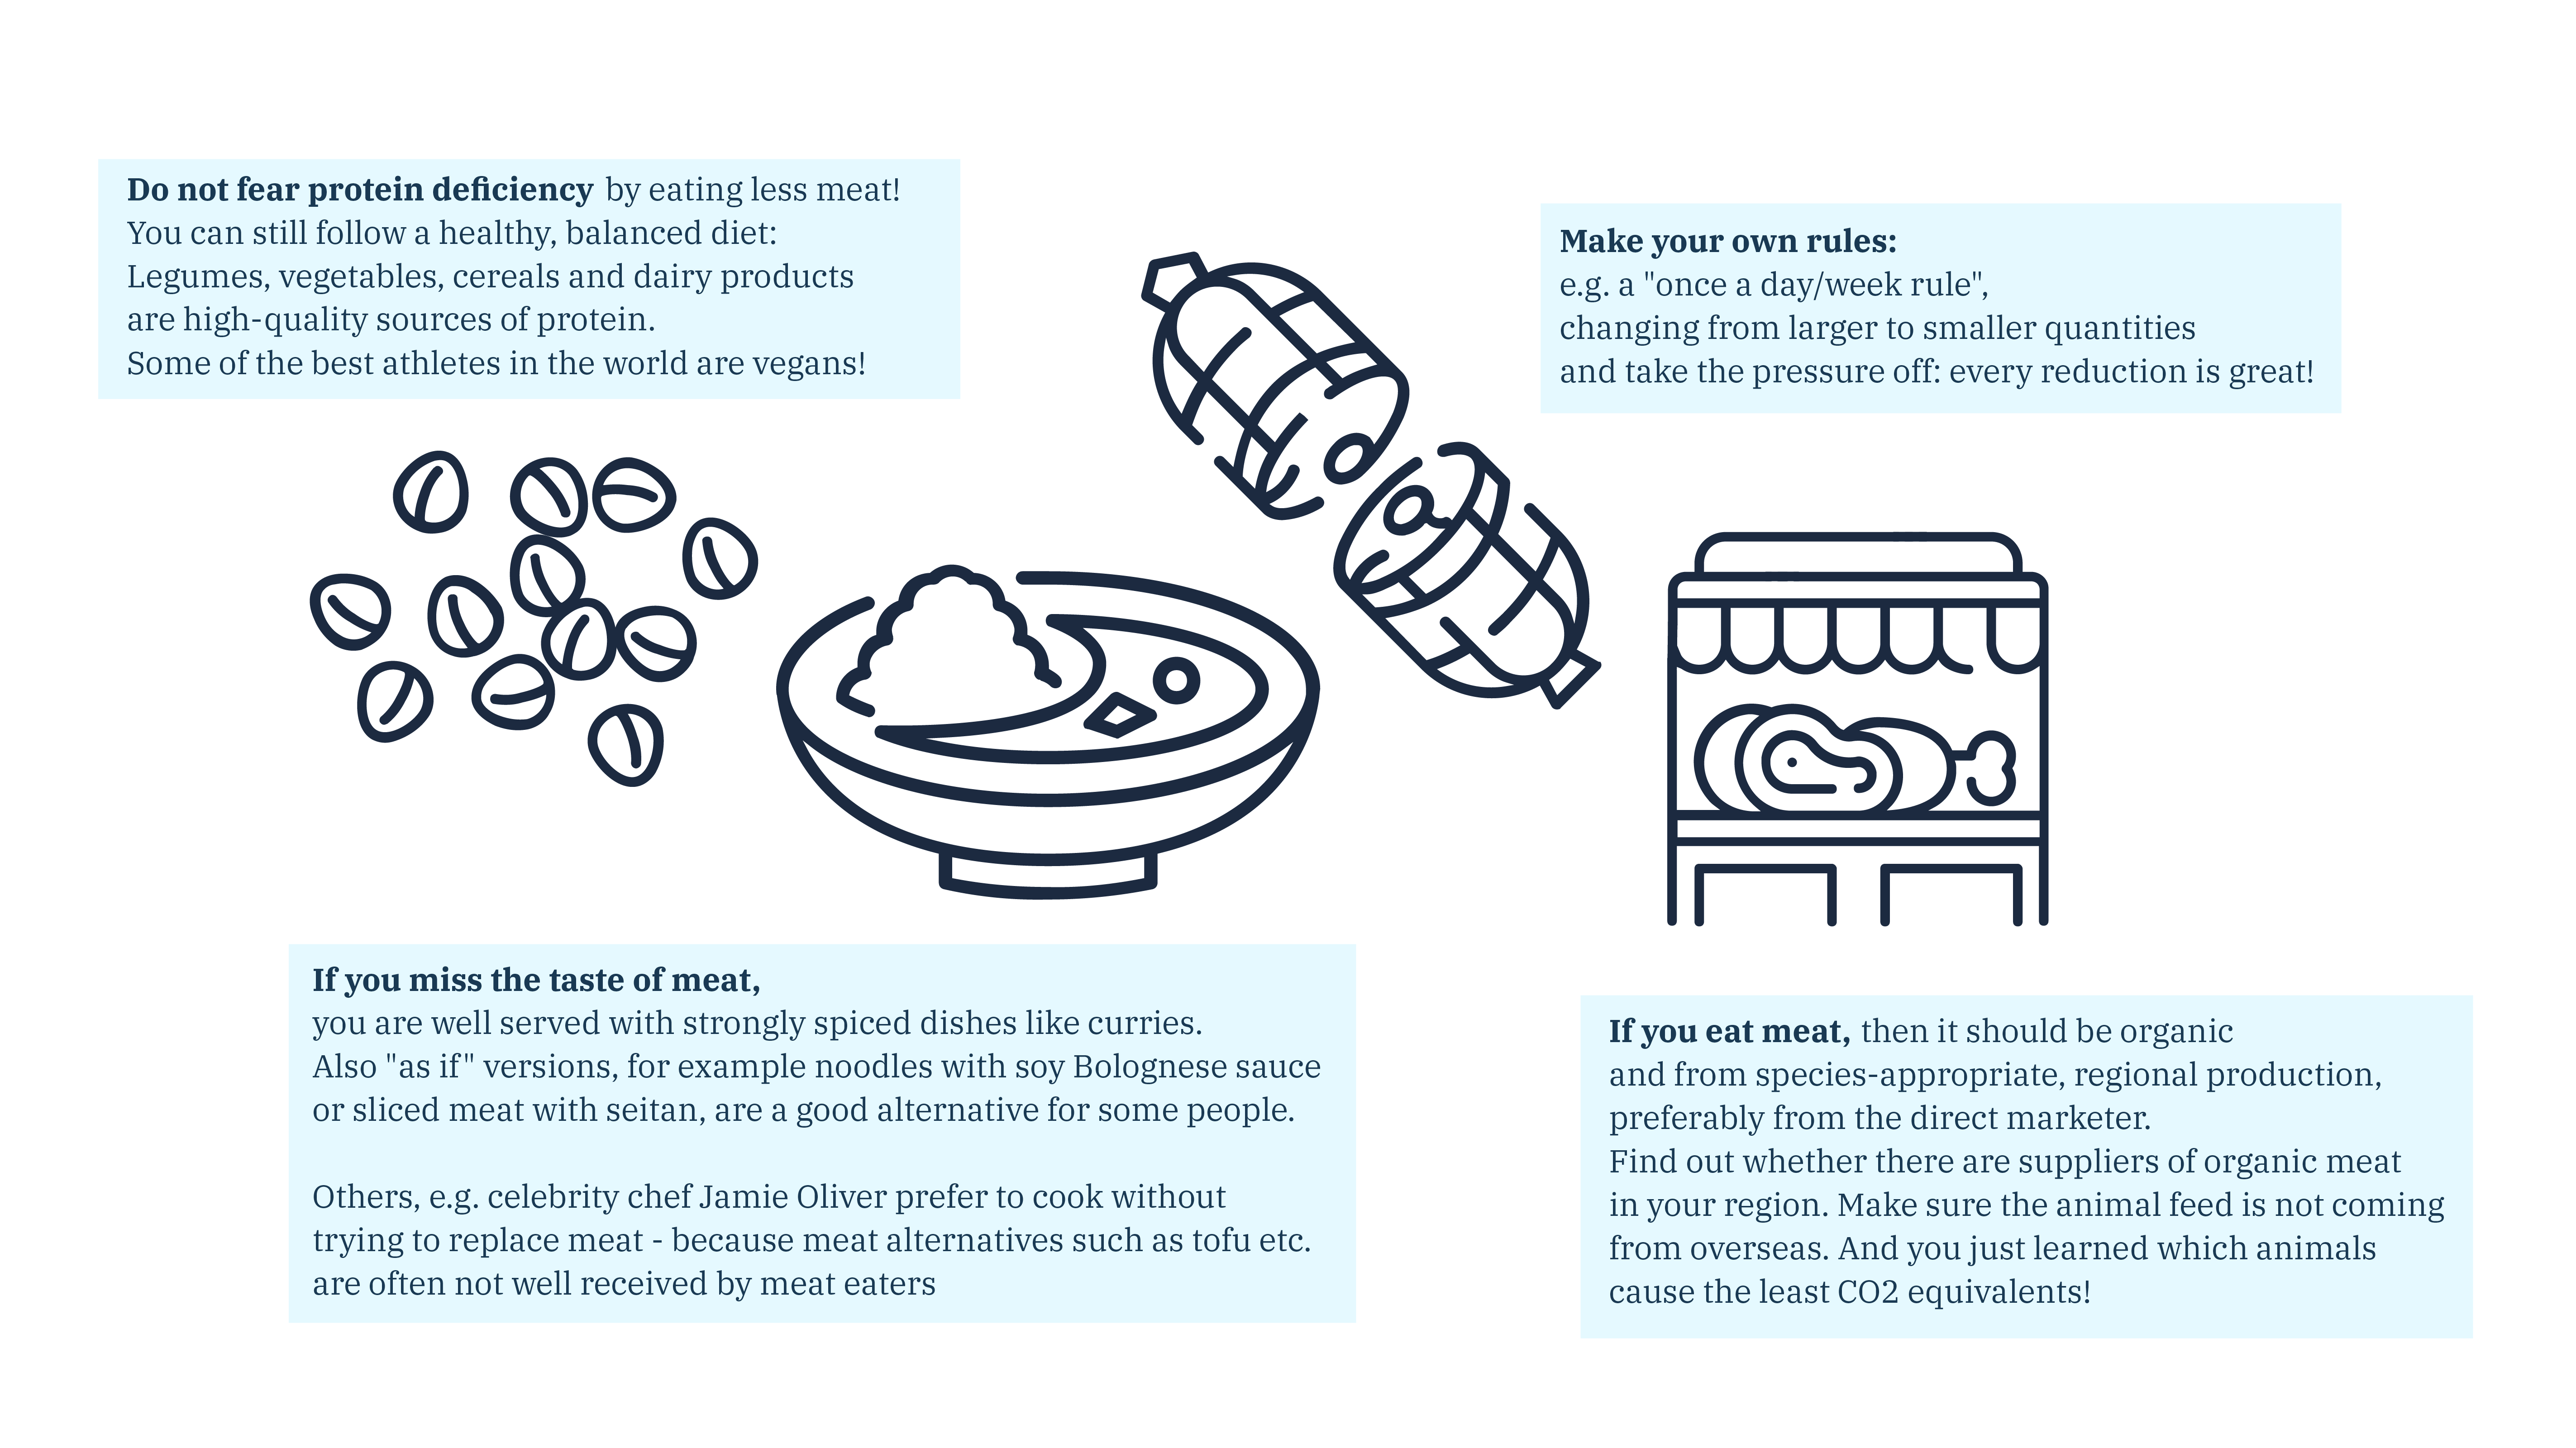 Do not fear protein deficiency by eating less meat!
You can still follow a healthy, balanced diet:
Legumes, vegetables, cereals and dairy products
are high-quality sources of protein.
Some of the best athletes in the world are vegans!
Make your own rules:
e.g. a "once a day/week rule",
changing from larger to smaller quantities
and take the pressure off: every reduction is great!
If you miss the taste of meat,
you are well served with strongly spiced dishes like curries.
Also "as if" versions, for example noodles with soy Bolognese sauce
or sliced meat with seitan, are a good alternative for some people.
Others, e.g. celebrity chef Jamie Oliver prefer to cook without
trying to replace meat - because meat alternatives such as tofu etc.
are often not well received by meat eaters
If you eat meat, then it should be organic
and from species-appropriate, regional production,
preferably from the direct marketer.
Find out whether there are suppliers of organic meat
in your region. Make sure the animal feed is not coming
from overseas. And you just learned which animals
cause the least CO2 equivalents!